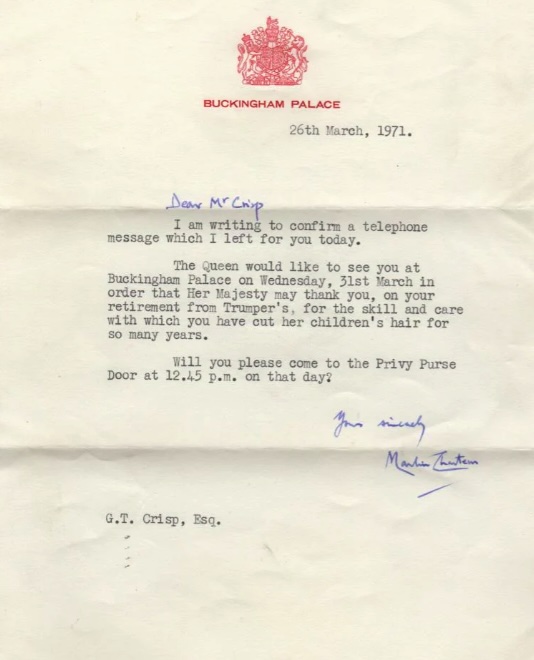 BUCKINGHAM PALACE
26th March, 1971.
Dear Mr Crisp
I am writing to confirm a telephone
message which I left for you today.
The Queen would like to see you at
Buckingham Palace on Wednesday, 31st March in
order that Her Majesty may thank you, on your
retirement from Trumper's, for the skill and care
with which you have cut her children's hair for
so many years.
Will you please come to the Privy Purse
Door at 12.45 p.m. on that day?
Yours sincerely
G.T. Crisp, Esq.